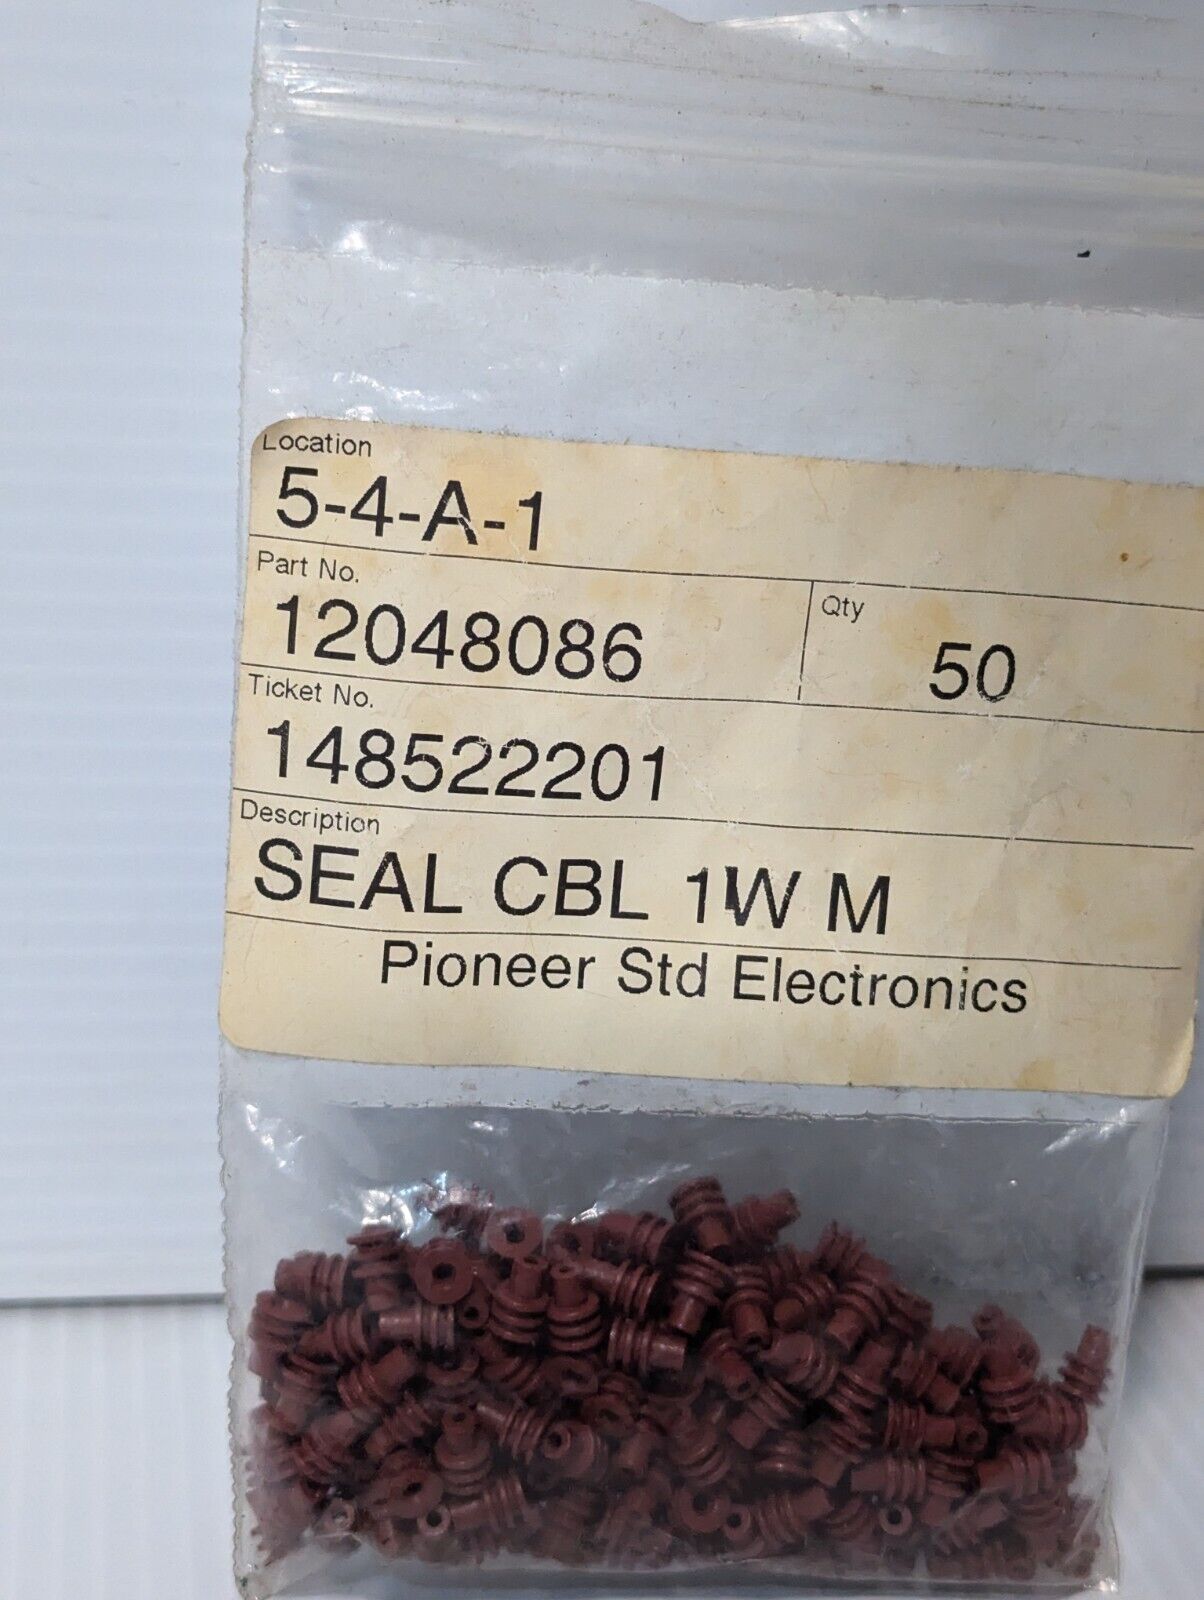 Location
5-4-A-1
Part No.
12048086
Qty
50
Ticket No.
148522201
Description
SEAL CBL 1W M
Pioneer Std Electronics